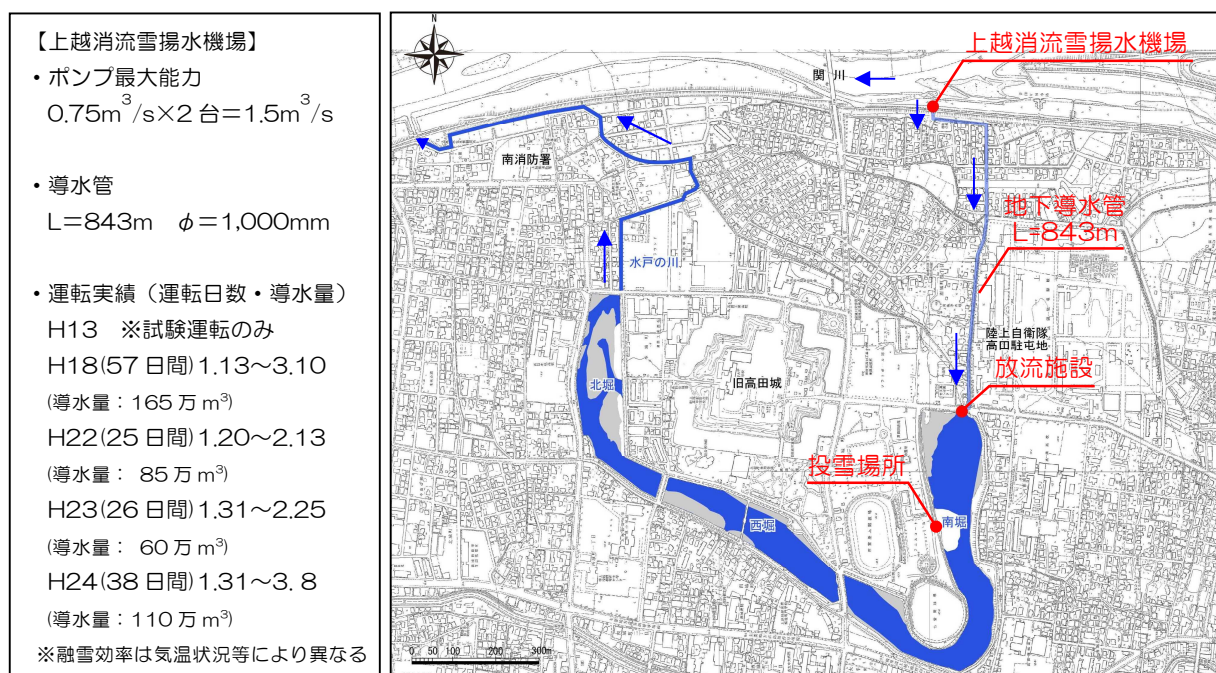 【上越消流雪揚水機場】
・ポンプ最大能力
0.75m³/s×2台=1.5m³/s
・導水管
L=843m φ=1,000mm
・運転実績（運転日数・導水量）
H13 ※試験運転のみ
H18(57日間)1.13～3.10
(導水量：165万m³)
H22(25日間)1.20～2.13
(導水量： 85万m³)
H23(26日間)1.31～2.25
(導水量： 60万m³)
H24(38日間)1.31～3. 8
(導水量：110万m³)
※融雪効率は気温状況等により異なる
N
上越消流雪揚水機場
関川
南消防署
地下導水管
L=843m
水戸の川
陸上自衛隊
高田駐屯地
放流施設
北堀
旧高田城
投雪場所
南堀
西堀
0 50 100 200 300m